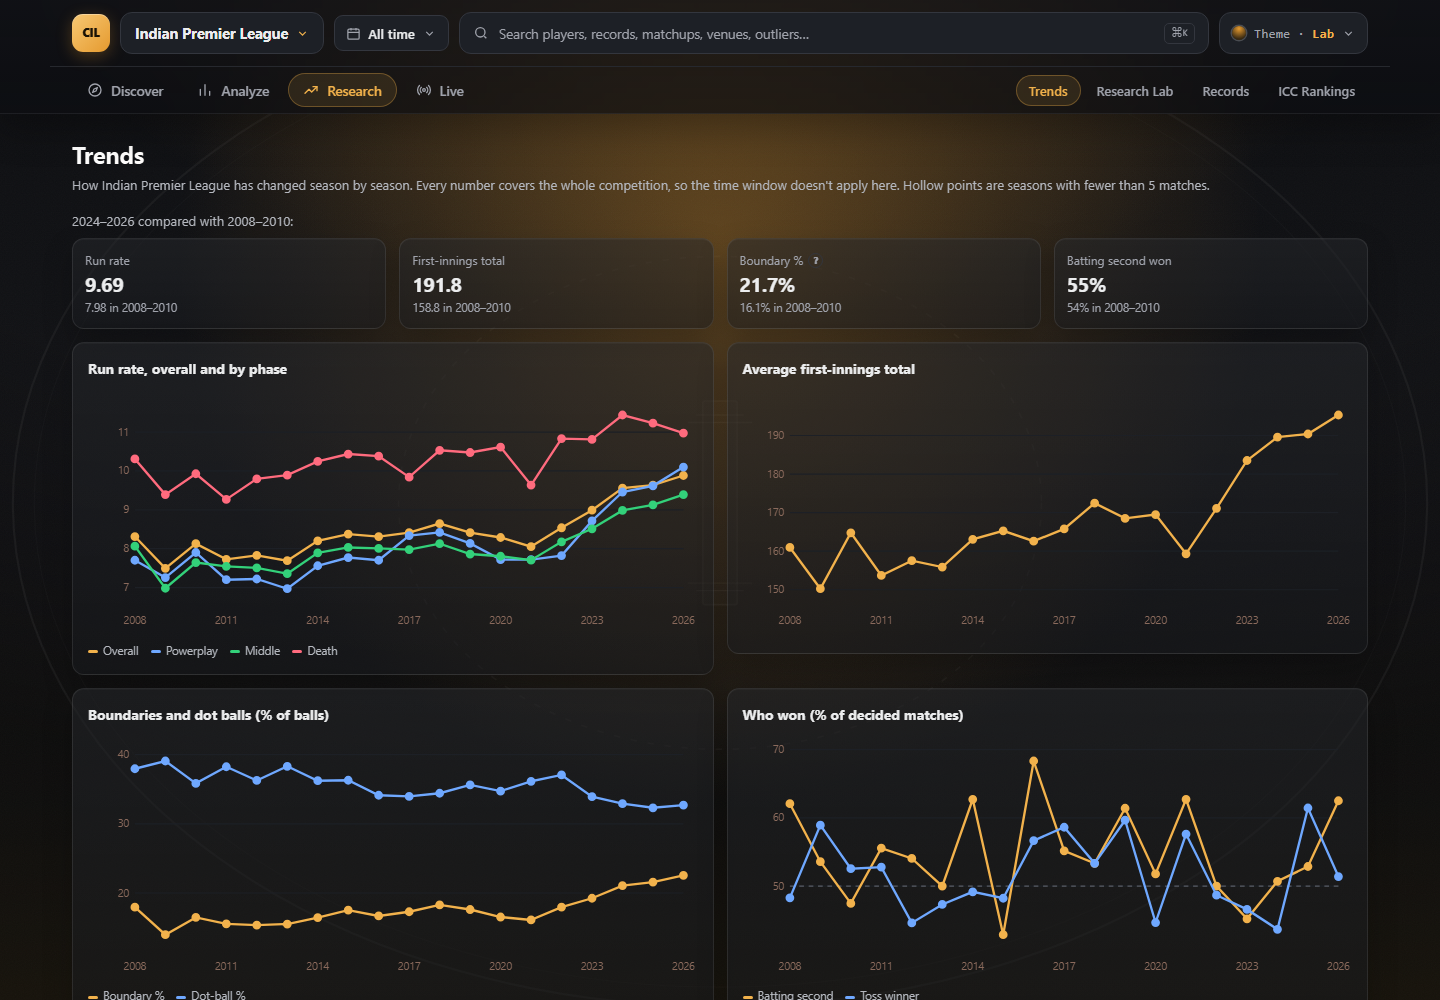 CIL
Indian Premier League
All time
Search players, records, matchups, venues, outliers...
⌘K
Theme · Lab
Discover
Analyze
Research
Live
Trends
Research Lab
Records
ICC Rankings
Trends
How Indian Premier League has changed season by season. Every number covers the whole competition, so the time window doesn't apply here. Hollow points are seasons with fewer than 5 matches.
2024–2026 compared with 2008–2010:
Run rate
9.69
7.98 in 2008–2010
First-innings total
191.8
158.8 in 2008–2010
Boundary % ?
21.7%
16.1% in 2008–2010
Batting second won
55%
54% in 2008–2010
Run rate, overall and by phase
11
10
9
8
7
2008 2011 2014 2017 2020 2023 2026
Overall Powerplay Middle Death
Average first-innings total
190
180
170
160
150
2008 2011 2014 2017 2020 2023 2026
Boundaries and dot balls (% of balls)
40
30
20
2008 2011 2014 2017 2020 2023 2026
Boundary % Dot-ball %
Who won (% of decided matches)
70
60
50
2008 2011 2014 2017 2020 2023 2026
Batting second Toss winner